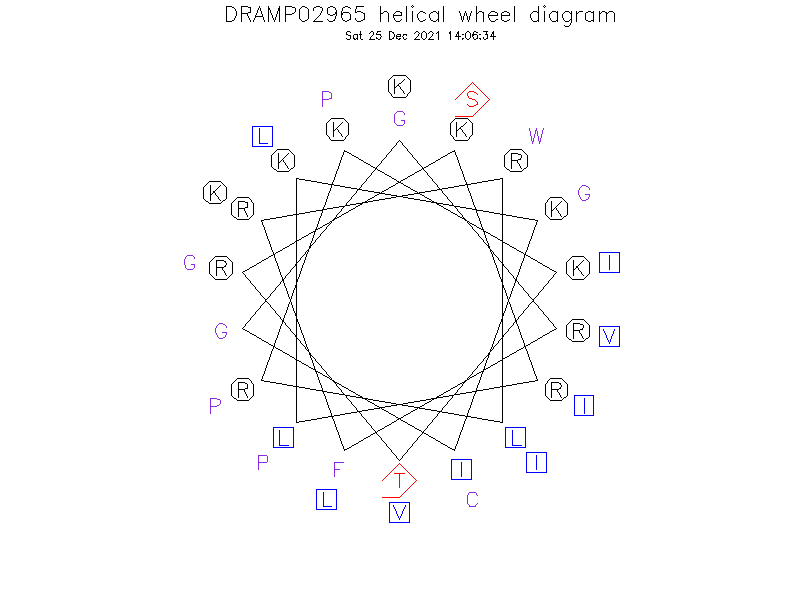 DRAMP02965 helical wheel diagram
Sat 25 Dec 2021 14:06:34
K
P S
G
K K
L W
K R
K G
R K
G R K I
G R V
R R
P I
L L
P I
F I
T
L C
V